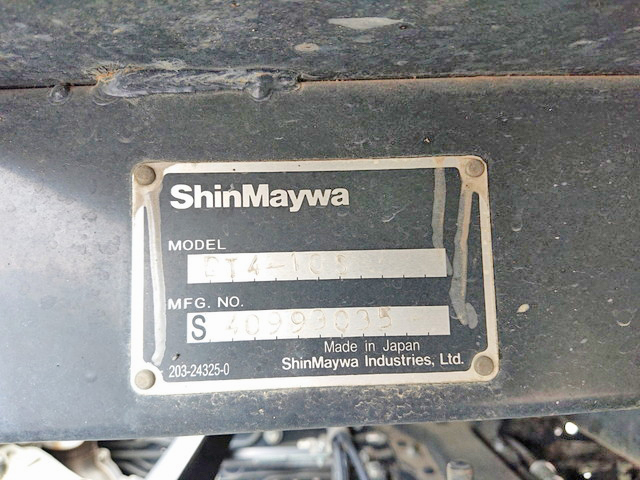 ShinMaywa
MODEL
MFG. NO.
S
Made in Japan
203-24325-0
ShinMaywa Industries, Ltd.